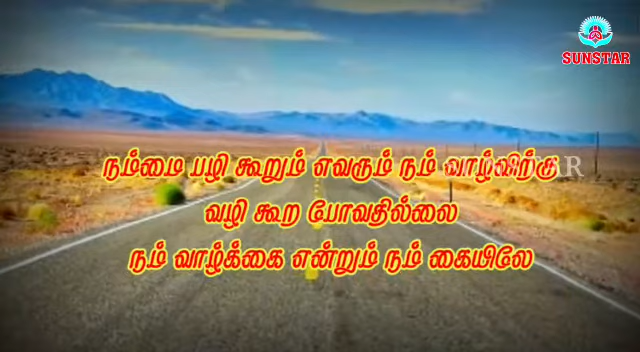 SUNSTAR
நம்மை பழி கூறும் எவரும் நம் வாழ்விற்கு
வழி கூற போவதில்லை
நம் வாழ்க்கை என்றும் நம் கையிலே